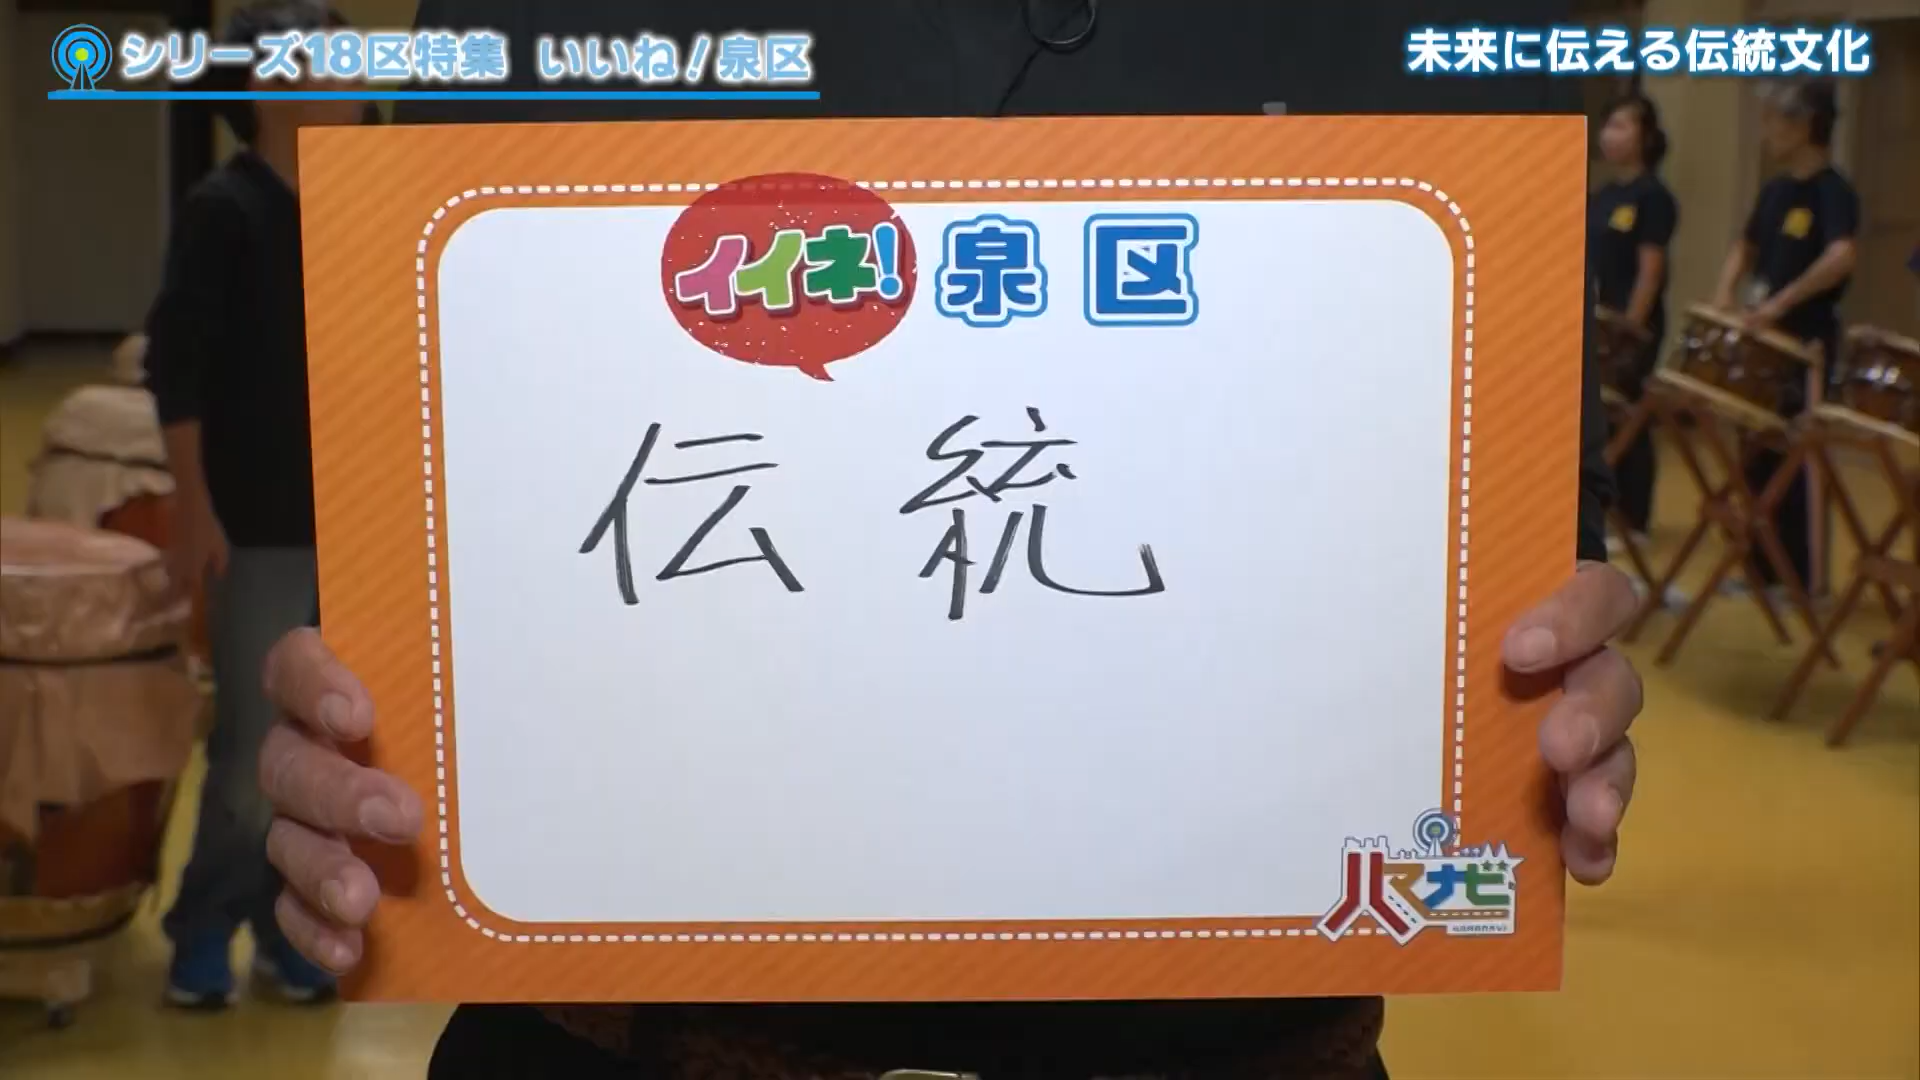 シリーズ18区特集 いいね!泉区
未来に伝える伝統文化
イイネ!泉区
伝統
ハマナビ